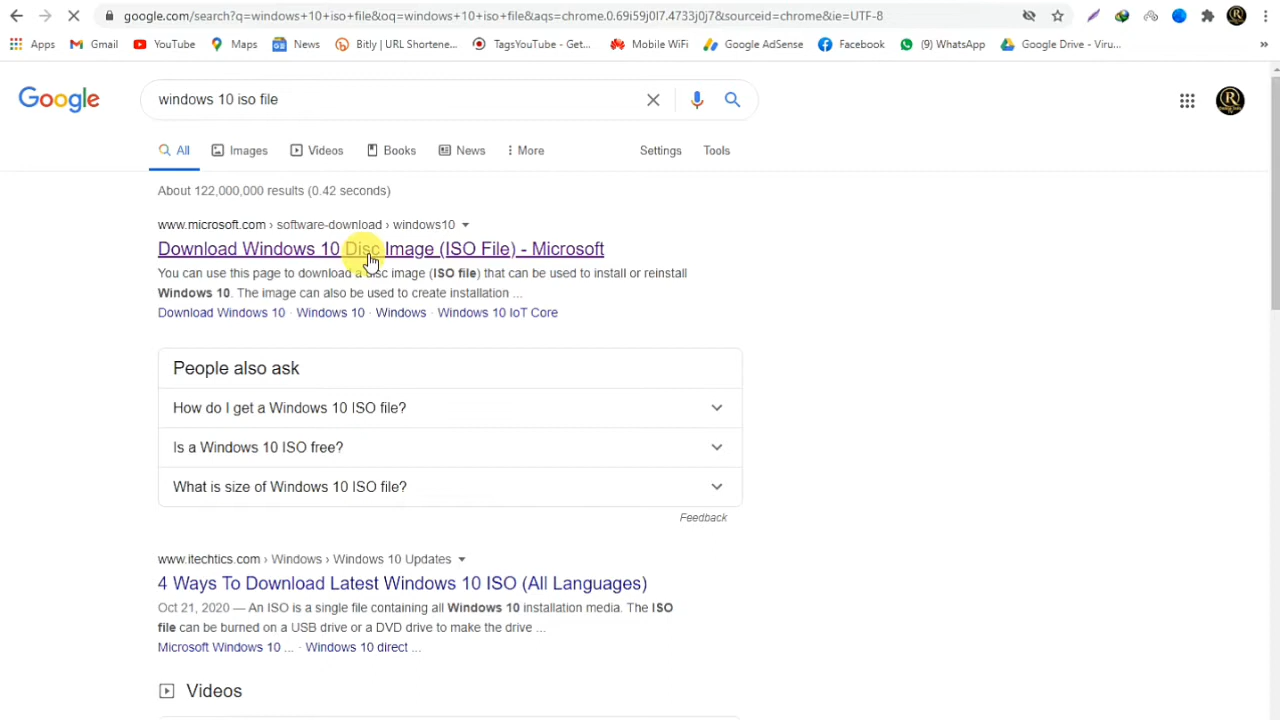 google.com/search?q=windows+10+iso+file&oq=windows+10+iso+file&aqs=chrome.0.69i59j0l7.4733j0j7&sourceid=chrome&ie=UTF-8
Apps Gmail YouTube Maps News Bitly | URL Shortene... TagsYouTube - Get... Mobile WiFi Google AdSense Facebook (9) WhatsApp Google Drive - Viru... »
Google windows 10 iso file
All Images Videos Books News More Settings Tools
About 122,000,000 results (0.42 seconds)
www.microsoft.com › software-download › windows10
Download Windows 10 Disc Image (ISO File) - Microsoft
You can use this page to download a disc image (ISO file) that can be used to install or reinstall
Windows 10. The image can also be used to create installation ...
Download Windows 10 · Windows 10 · Windows · Windows 10 IoT Core
People also ask
How do I get a Windows 10 ISO file?
Is a Windows 10 ISO free?
What is size of Windows 10 ISO file?
Feedback
www.itechtics.com › Windows › Windows 10 Updates
4 Ways To Download Latest Windows 10 ISO (All Languages)
Oct 21, 2020 — An ISO is a single file containing all Windows 10 installation media. The ISO
file can be burned on a USB drive or a DVD drive to make the drive ...
Microsoft Windows 10 ... · Windows 10 direct ...
Videos